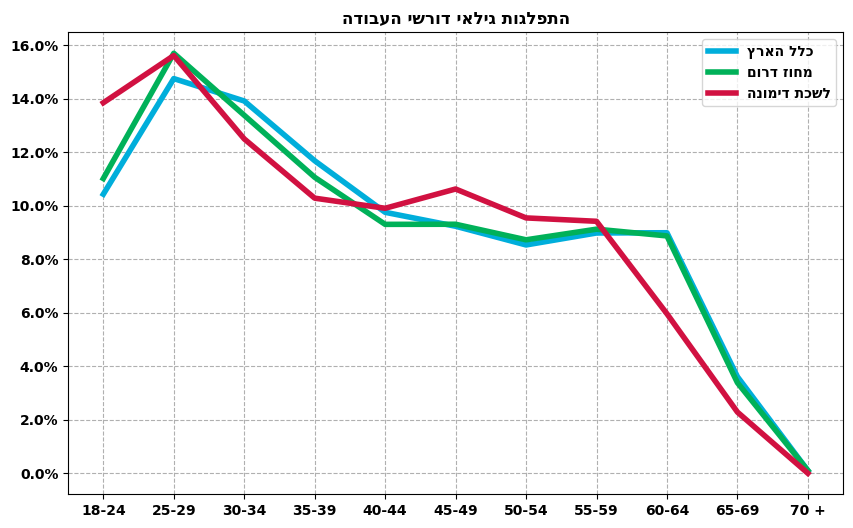 התפלגות גילאי דורשי העבודה
כלל הארץ
מחוז דרום
לשכת דימונה
16.0%
14.0%
12.0%
10.0%
8.0%
6.0%
4.0%
2.0%
0.0%
18-24 25-29 30-34 35-39 40-44 45-49 50-54 55-59 60-64 65-69 70 +